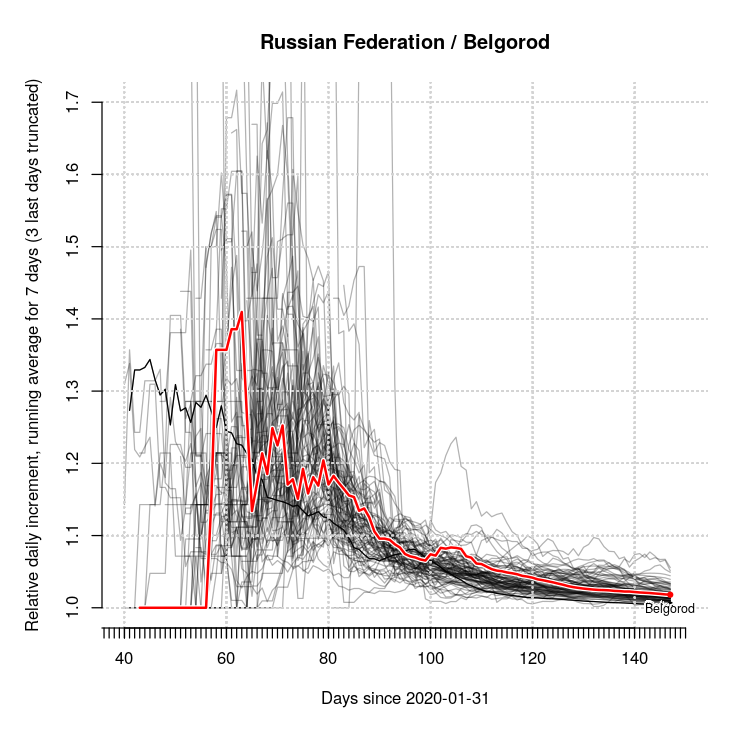 Russian Federation / Belgorod
Relative daily increment, running average for 7 days (3 last days truncated)
1.7
1.6
1.5
1.4
1.3
1.2
1.1
1.0
Belgorod
40 60 80 100 120 140
Days since 2020-01-31